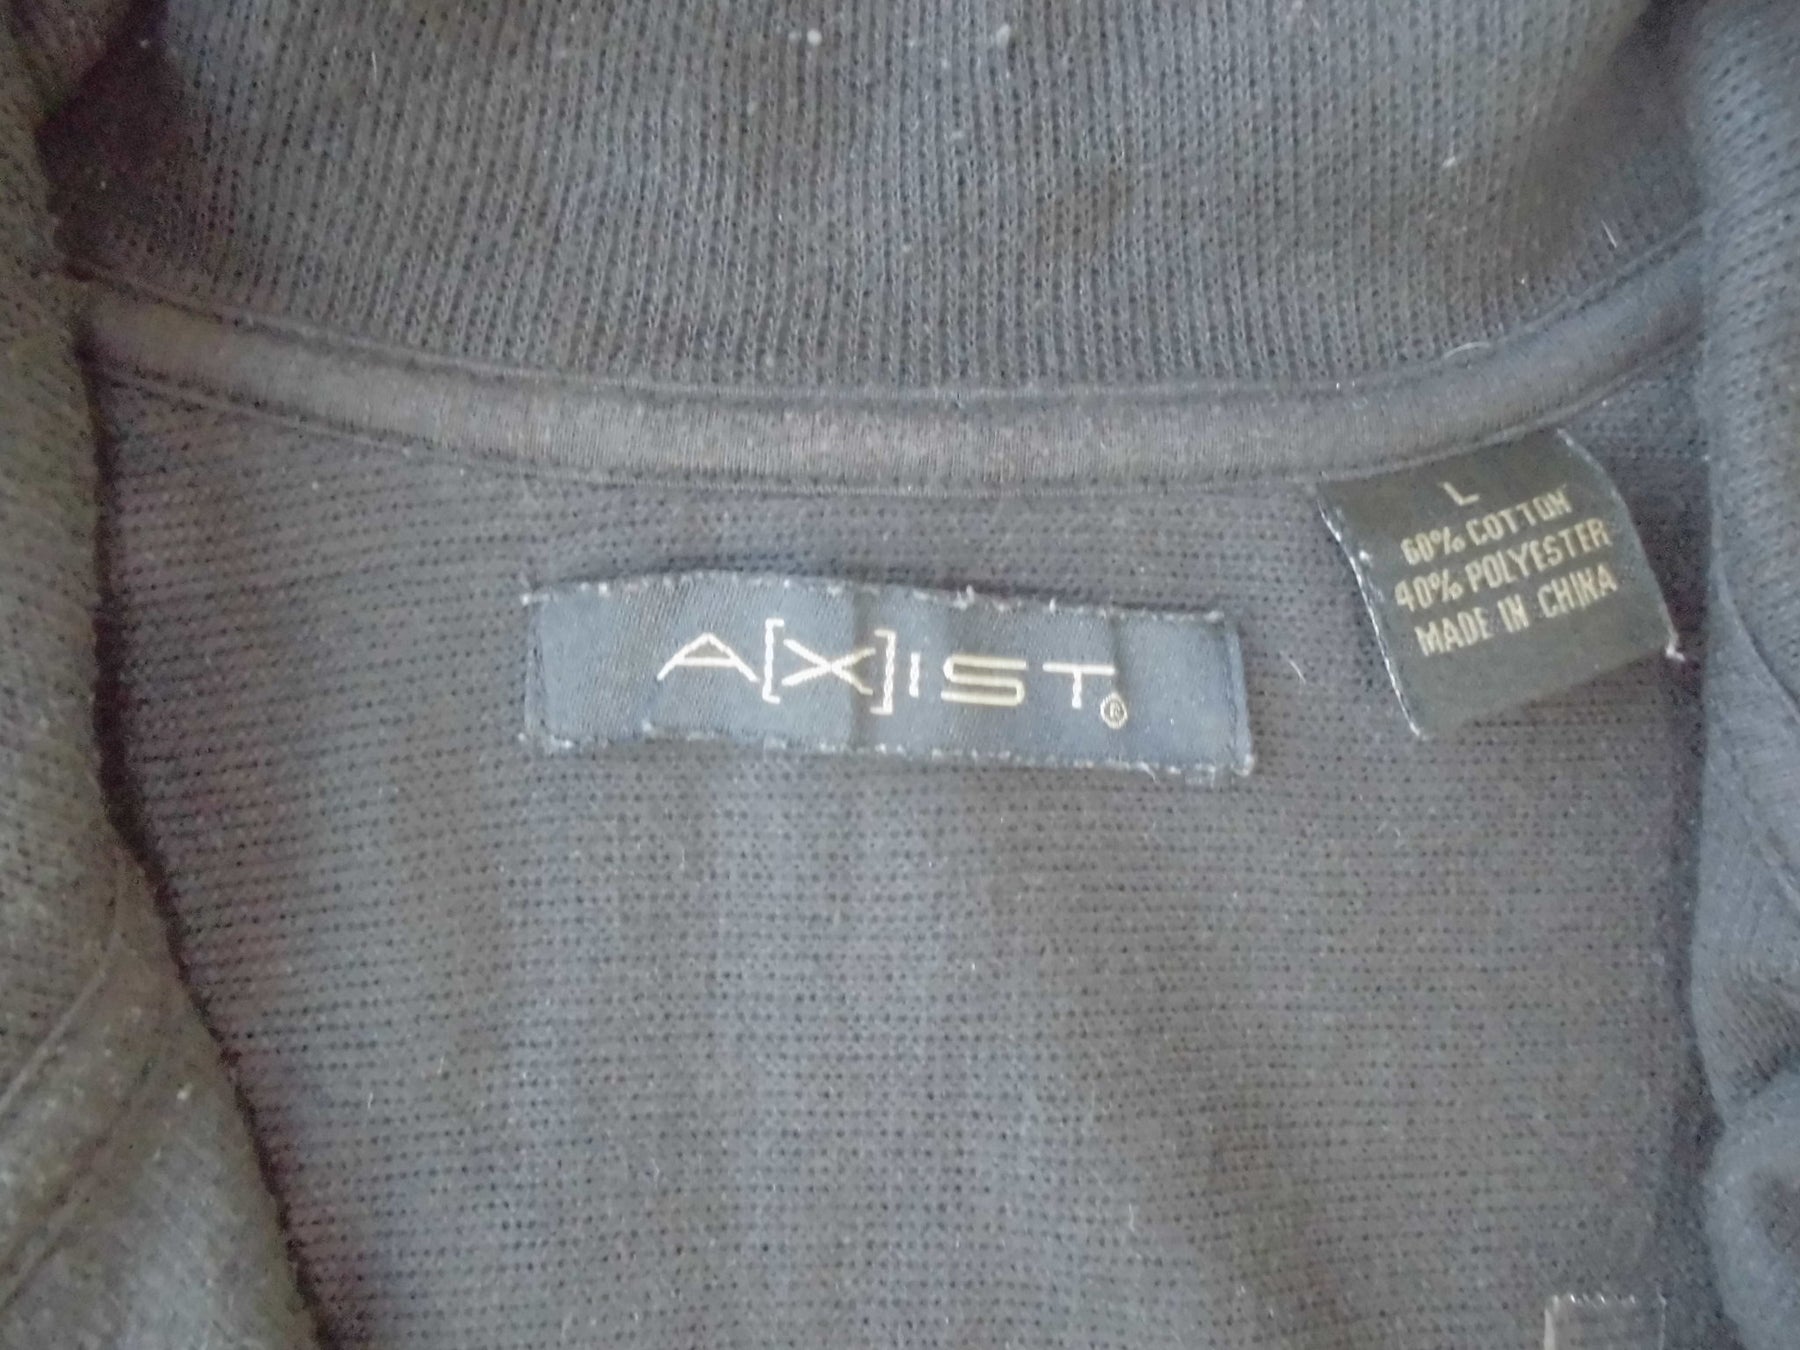 A[X]IST®
L
60% COTTON
40% POLYESTER
MADE IN CHINA